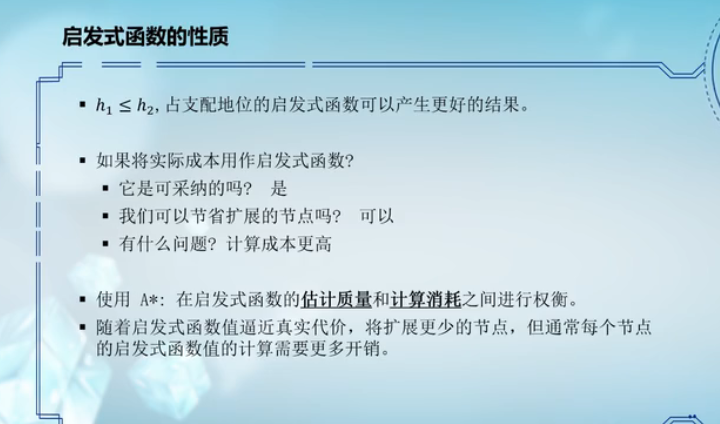 启发式函数的性质
▪ h₁ ≤ h₂, 占支配地位的启发式函数可以产生更好的结果。
▪ 如果将实际成本用作启发式函数?
▪ 它是可采纳的吗? 是
▪ 我们可以节省扩展的节点吗? 可以
▪ 有什么问题? 计算成本更高
▪ 使用 A*: 在启发式函数的估计质量和计算消耗之间进行权衡。
▪ 随着启发式函数值逼近真实代价, 将扩展更少的节点, 但通常每个节点
的启发式函数值的计算需要更多开销。